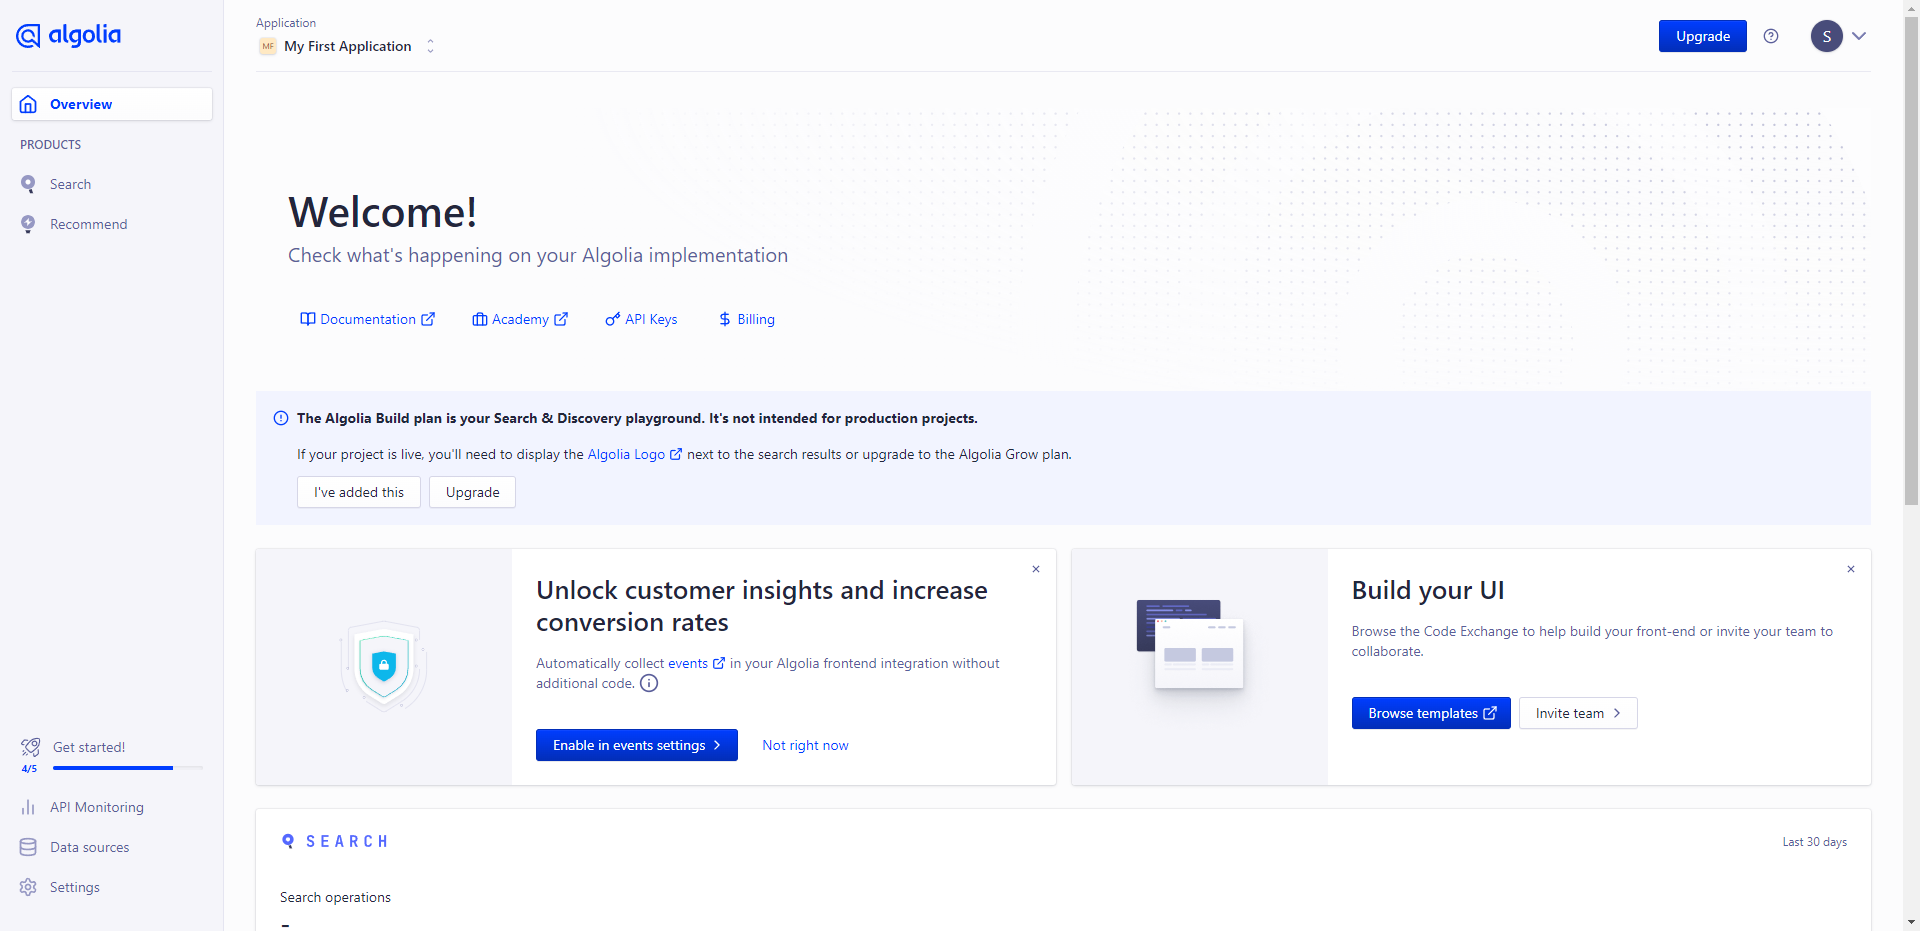 algolia
Overview
PRODUCTS
Search
Recommend
Get started!
4/5
API Monitoring
Data sources
Settings
Application
MF My First Application
Upgrade
S
Welcome!
Check what's happening on your Algolia implementation
Documentation
Academy
API Keys
Billing
The Algolia Build plan is your Search & Discovery playground. It's not intended for production projects.
If your project is live, you'll need to display the Algolia Logo next to the search results or upgrade to the Algolia Grow plan.
I've added this
Upgrade
Unlock customer insights and increase
conversion rates
Automatically collect events in your Algolia frontend integration without
additional code.
Enable in events settings
Not right now
Build your UI
Browse the Code Exchange to help build your front-end or invite your team to
collaborate.
Browse templates
Invite team
SEARCH
Last 30 days
Search operations
-